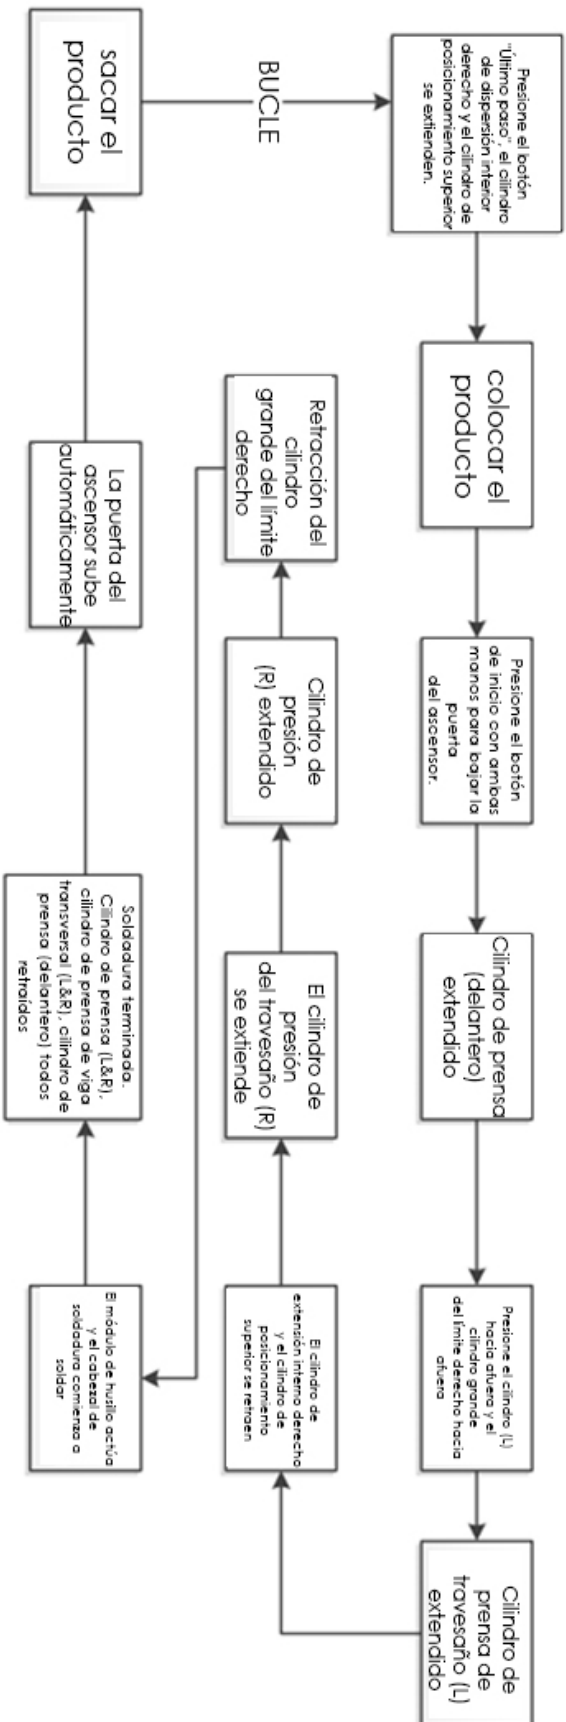 Presione el botón
"Último paso", el cilindro
de dispersión interior
derecho y el cilindro de
posicionamiento superior
se extienden.
colocar el
producto
Presione el botón
de inicio con ambas
manos para bajar la
puerta
del ascensor.
Cilindro de prensa
(delantero)
extendido
Presione el cilindro (L)
hacia afuera y el
cilindro grande
del límite derecho hacia
afuera
Cilindro de
prensa de
travesaño (L)
extendido
El cilindro de
extensión interno derecho
y el cilindro de
posicionamiento
superior se retraen
El cilindro de
presión
del travesaño (R)
se extiende
Cilindro de
presión
(R) extendido
Retracción del
cilindro
grande del límite
derecho
El módulo de husillo actúa
y el cabezal de
soldadura comienza a
soldar
Soldadura terminada.
Cilindro de prensa (L&R),
cilindro de prensa de viga
transversal (L&R), cilindro de
prensa (delantero) todos
retraídos
La puerta del
ascensor sube
automáticamente
sacar el
producto
BUCLE